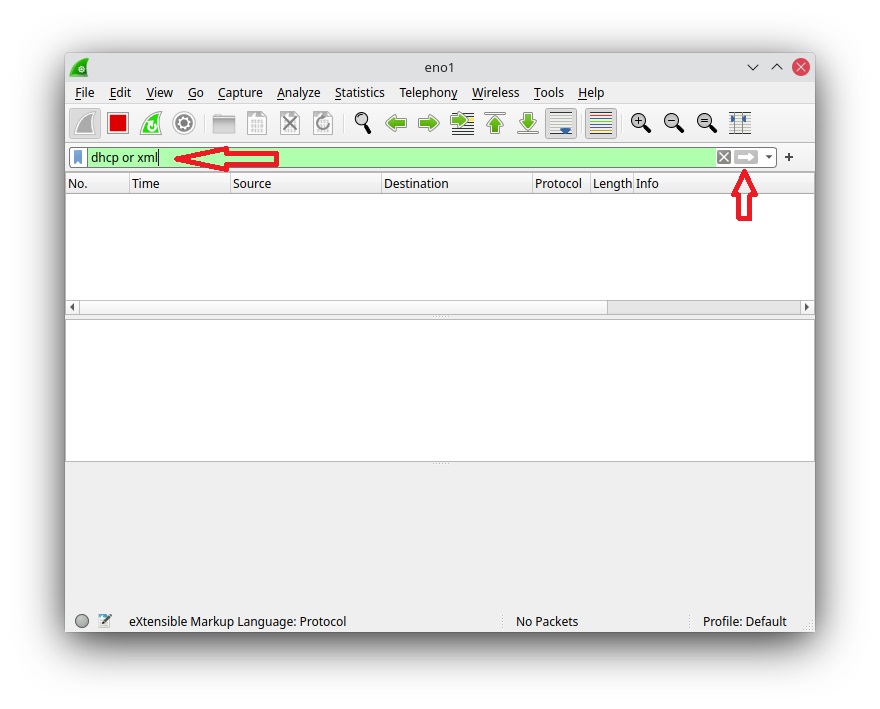 eno1
File Edit View Go Capture Analyze Statistics Telephony Wireless Tools Help
dhcp or xml
No. Time Source Destination Protocol Length Info
eXtensible Markup Language: Protocol No Packets Profile: Default